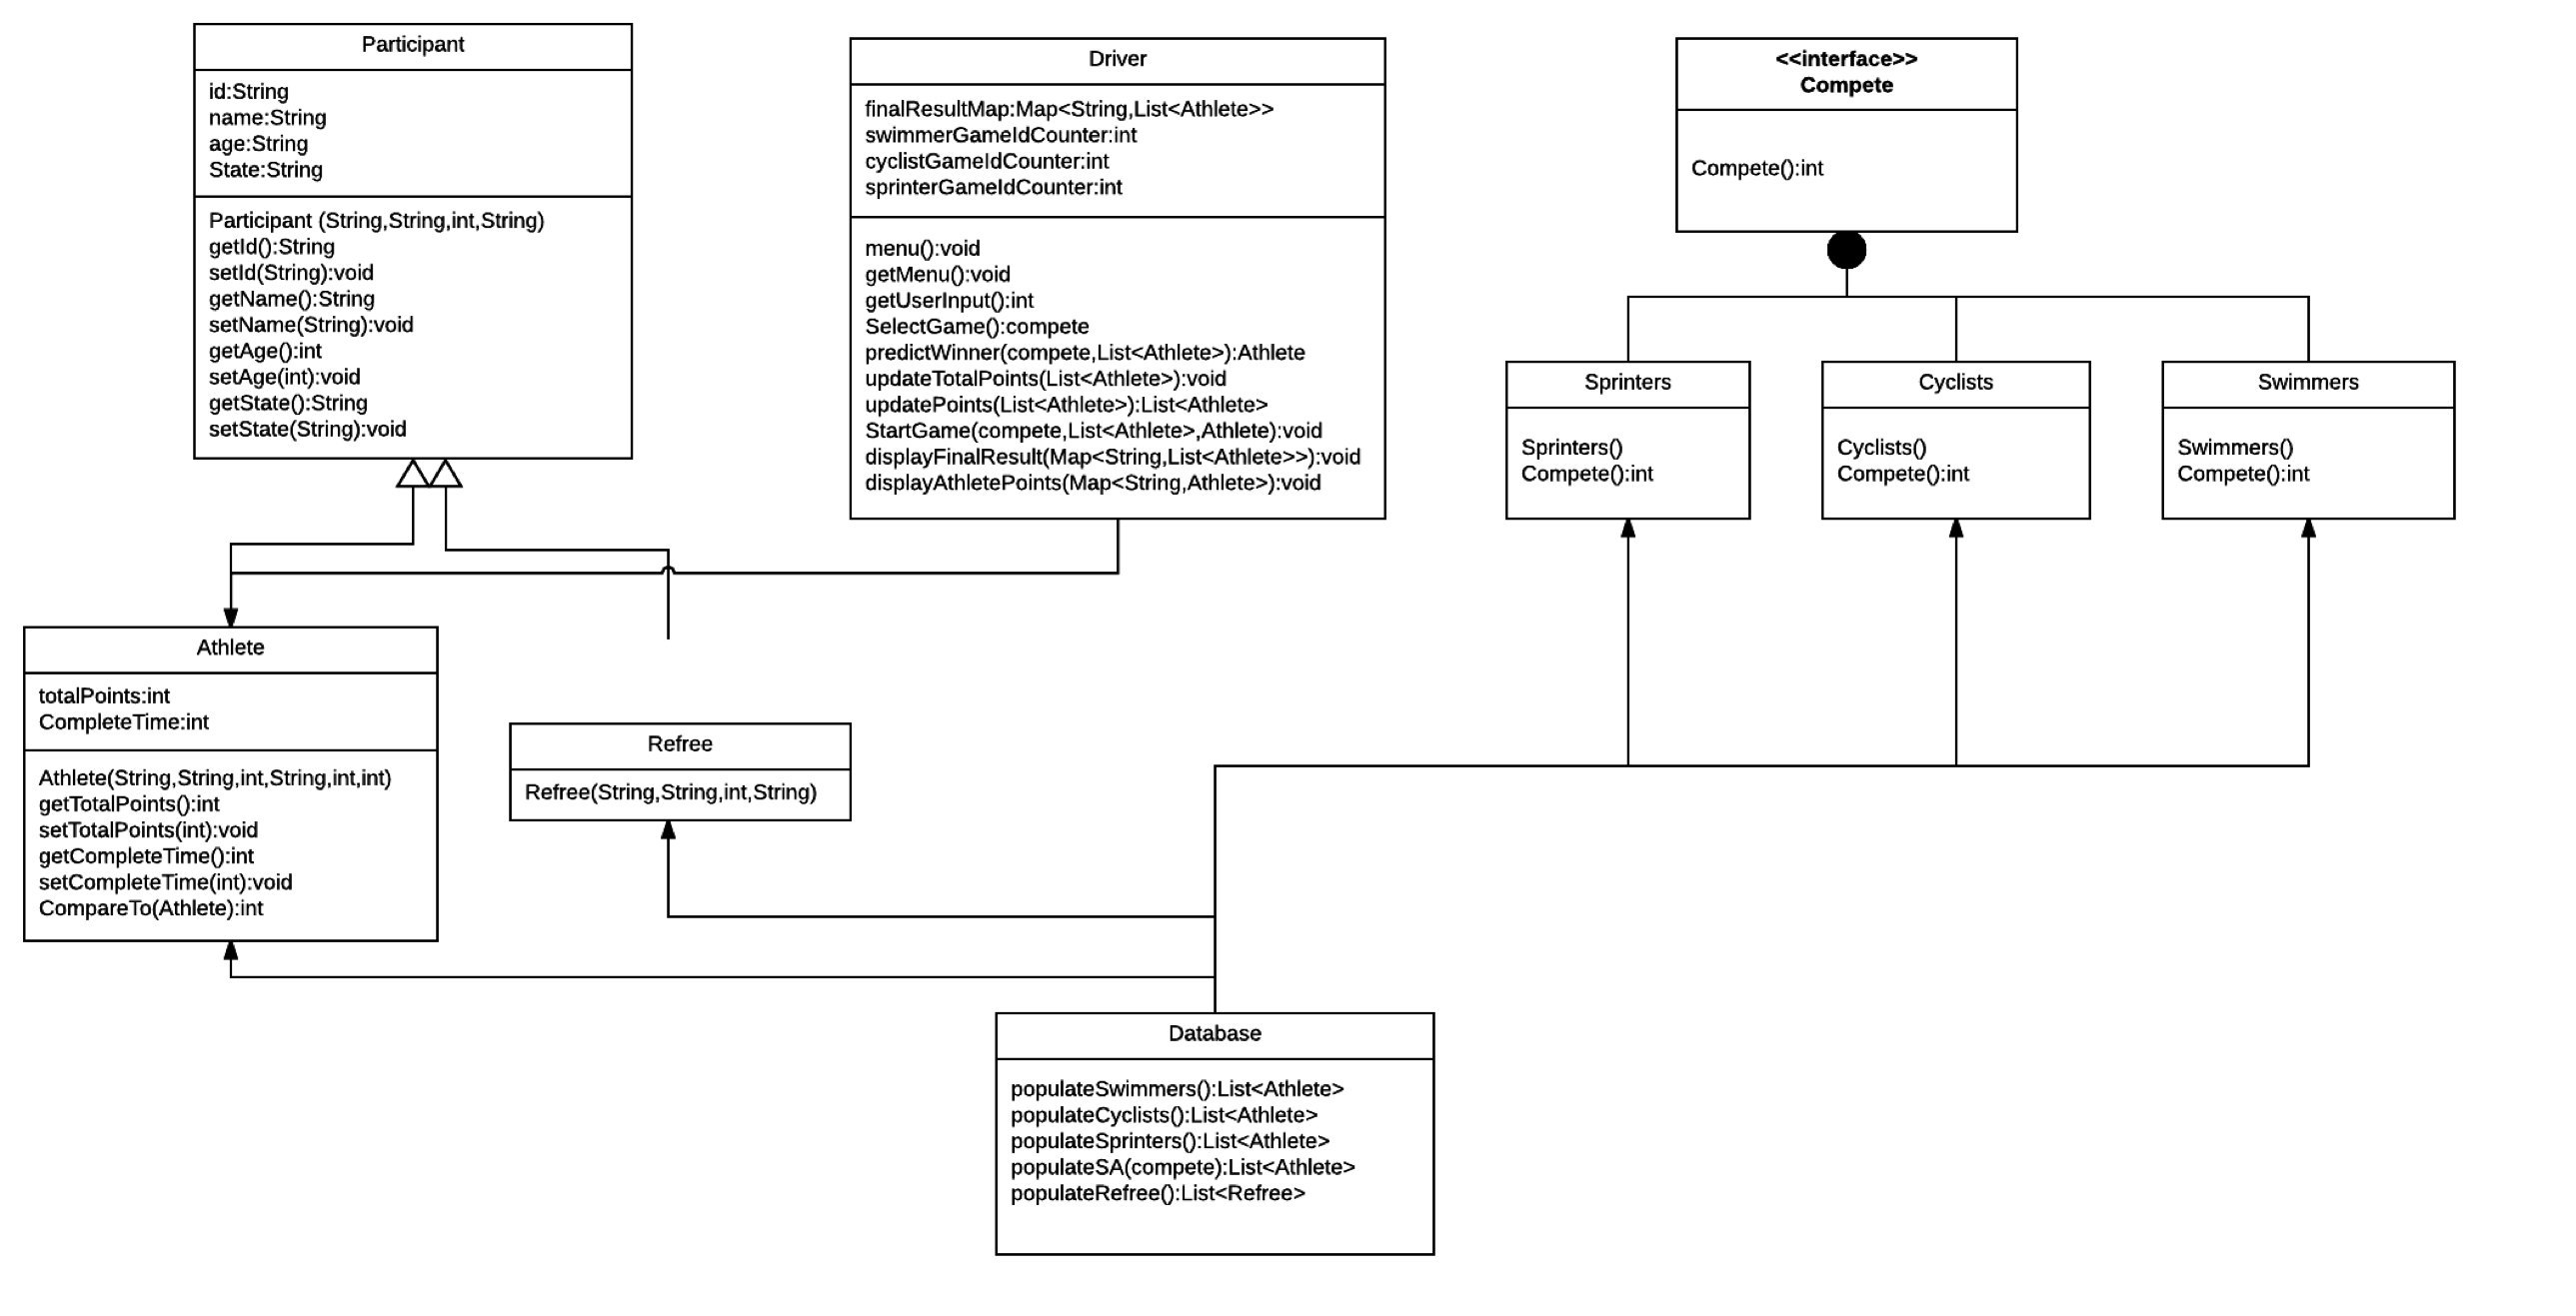 Participant
id:String
name:String
age:String
State:String
Participant (String,String,int,String)
getId():String
setId(String):void
getName():String
setName(String):void
getAge():int
setAge(int):void
getState():String
setState(String):void
Driver
finalResultMap:Map<String,List<Athlete>>
swimmerGameIdCounter:int
cyclistGameIdCounter:int
sprinterGameIdCounter:int
menu():void
getMenu():void
getUserInput():int
SelectGame():compete
predictWinner(compete,List<Athlete>):Athlete
updateTotalPoints(List<Athlete>):void
updatePoints(List<Athlete>):List<Athlete>
StartGame(compete,List<Athlete>,Athlete):void
displayFinalResult(Map<String,List<Athlete>>):void
displayAthletePoints(Map<String,Athlete>):void
<<interface>>
Compete
Compete():int
Sprinters
Sprinters()
Compete():int
Cyclists
Cyclists()
Compete():int
Swimmers
Swimmers()
Compete():int
Athlete
totalPoints:int
CompleteTime:int
Athlete(String,String,int,String,int,int)
getTotalPoints():int
setTotalPoints(int):void
getCompleteTime():int
setCompleteTime(int):void
CompareTo(Athlete):int
Refree
Refree(String,String,int,String)
Database
populateSwimmers():List<Athlete>
populateCyclists():List<Athlete>
populateSprinters():List<Athlete>
populateSA(compete):List<Athlete>
populateRefree():List<Refree>